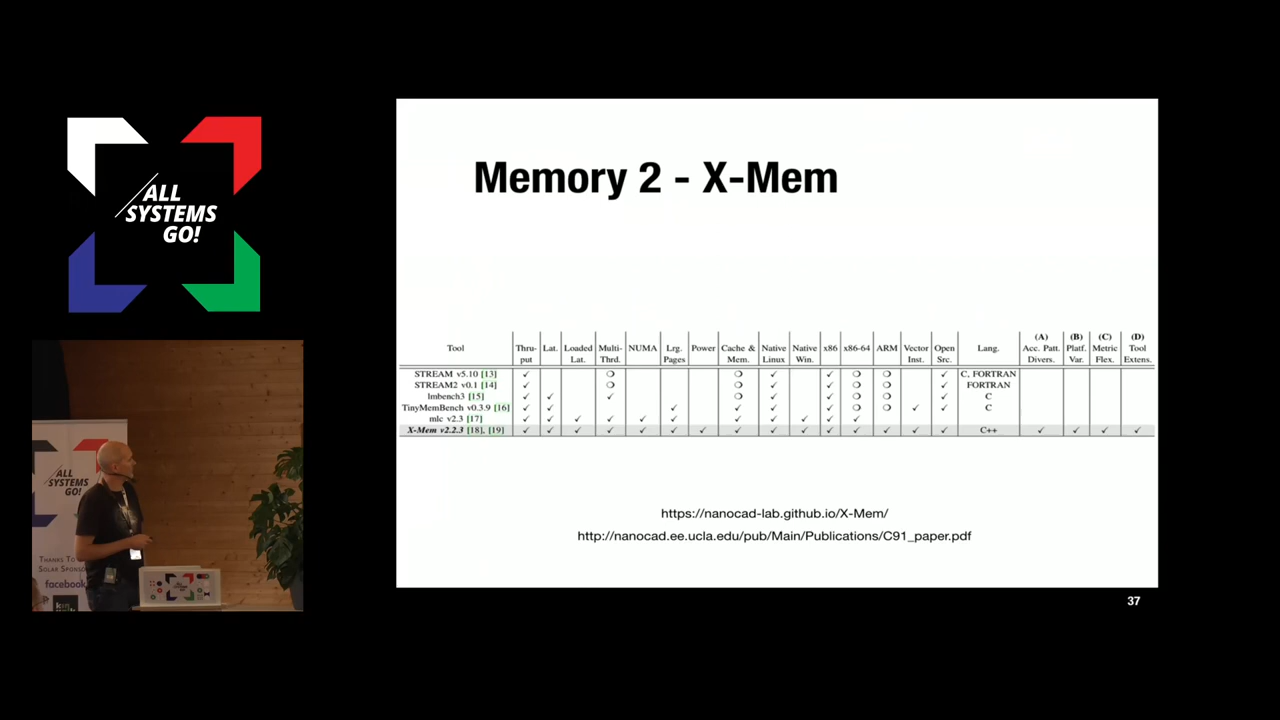 ALL
SYSTEMS
GO!
Memory 2 - X-Mem
Tool Thru-put Lat. Loaded Lat. Multi-Thrd. NUMA Lrg. Pages Power Cache & Mem. Native Linux Native Win. x86 x86-64 ARM Vector Inst. Open Src. Lang. (A) Acc. Patt. Divers. (B) Platf. Var. (C) Metric Flex. (D) Tool Extens.
STREAM v5.10 [13] ✓ ❍ ❍ ✓ ✓ ❍ ❍ ✓ C, FORTRAN
STREAM2 v0.1 [14] ✓ ❍ ❍ ✓ ✓ ❍ ❍ ✓ FORTRAN
lmbench3 [15] ✓ ✓ ✓ ❍ ✓ ✓ ❍ ❍ ✓ C
TinyMemBench v0.3.9 [16] ✓ ✓ ✓ ✓ ✓ ✓ ❍ ❍ ✓ ✓ C
mlc v2.3 [17] ✓ ✓ ✓ ✓ ✓ ✓ ✓ ✓ ✓ ✓ ✓
X-Mem v2.2.3 [18], [19] ✓ ✓ ✓ ✓ ✓ ✓ ✓ ✓ ✓ ✓ ✓ ✓ ✓ ✓ ✓ C++ ✓ ✓ ✓ ✓
https://nanocad-lab.github.io/X-Mem/
http://nanocad.ee.ucla.edu/pub/Main/Publications/C91_paper.pdf
37
ALL
SYSTEMS
GO!
THANKS TO
SOLAR SPONS
facebook